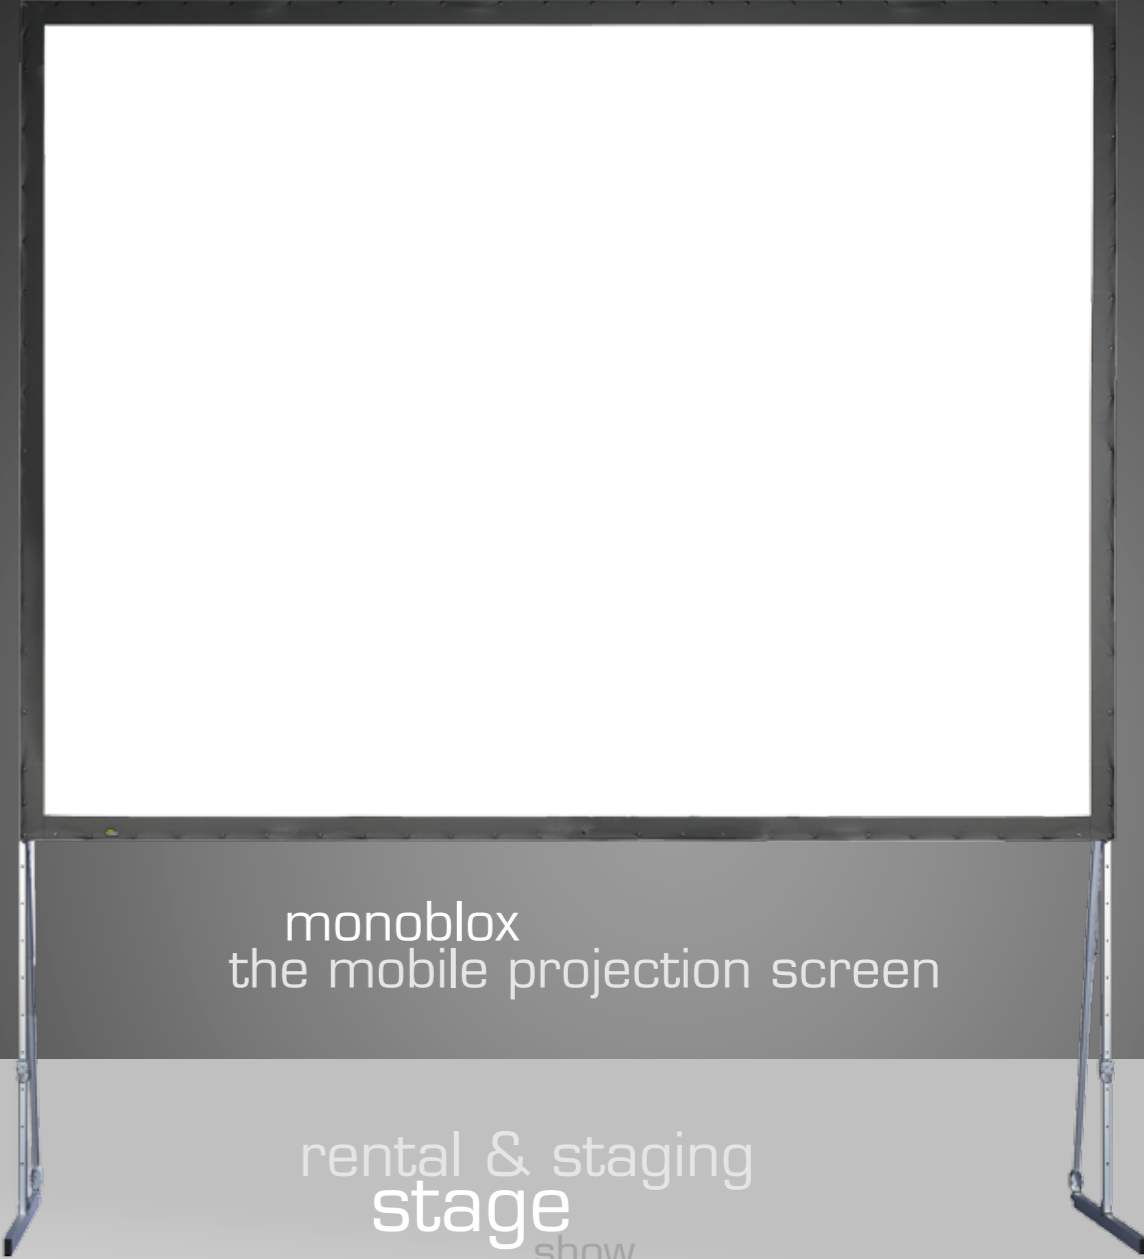 monoblox
the mobile projection screen
rental & staging
stage
show